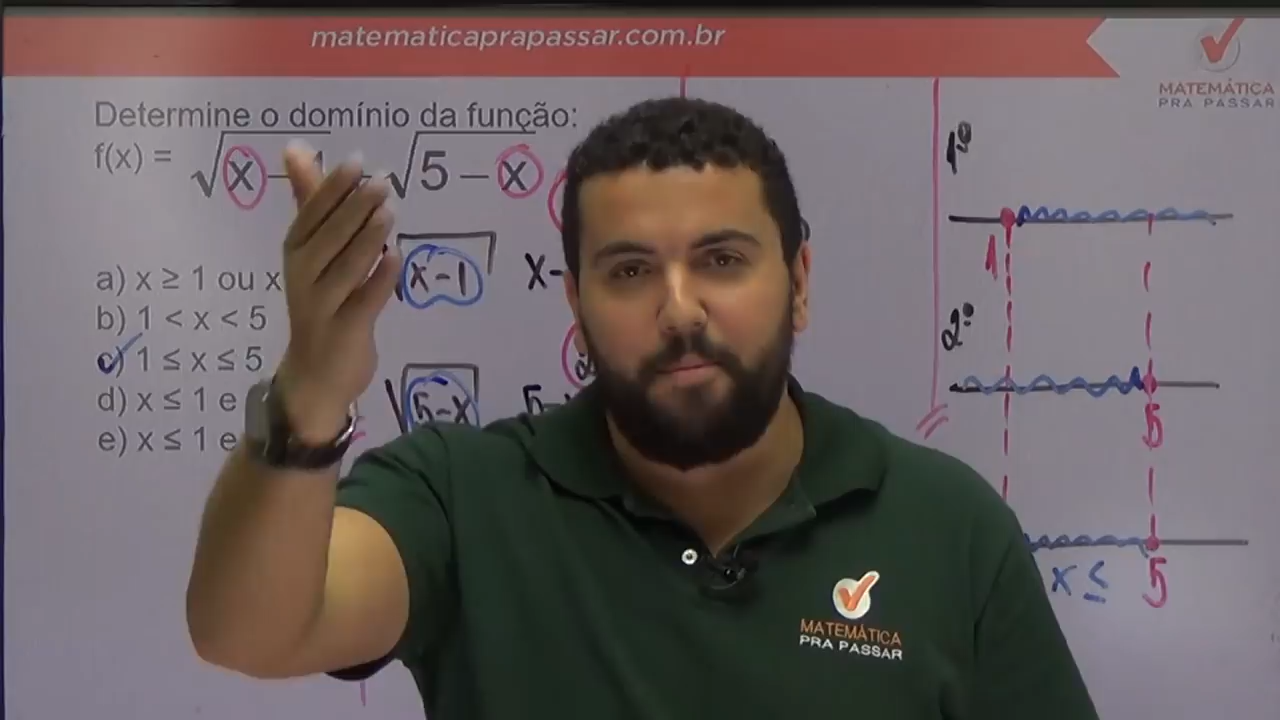 matematicaprapassar.com.br
MATEMÁTICA
PRA PASSAR
Determine o domínio da função:
f(x) = √x - √5 - x
a) x ≥ 1 ou x
b) 1 < x < 5
c) 1 ≤ x ≤ 5
d) x ≤ 1 e
e) x ≤ 1 e
√x-1
x-
√5-x
5-
1º
1
2º
5
x ≤ 5
MATEMÁTICA
PRA PASSAR